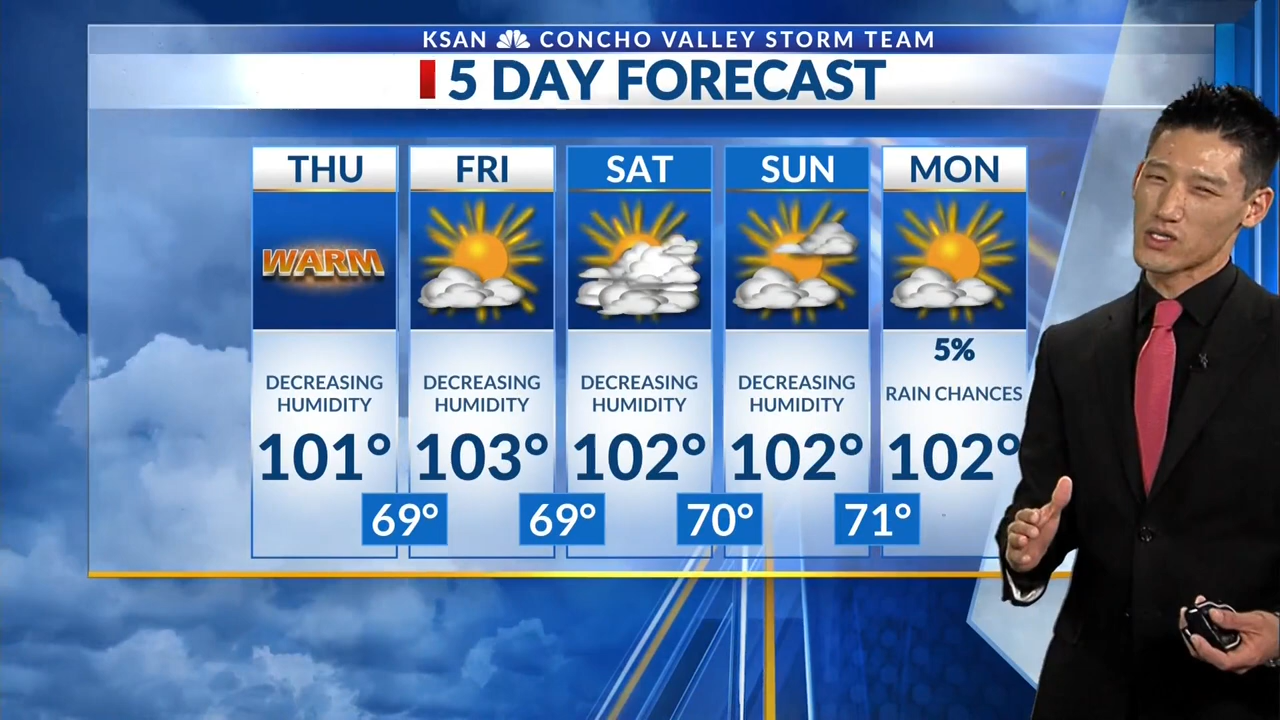 KSAN CONCHO VALLEY STORM TEAM
5 DAY FORECAST
THU FRI SAT SUN MON
WARM
5%
DECREASING HUMIDITY
DECREASING HUMIDITY
DECREASING HUMIDITY
DECREASING HUMIDITY
RAIN CHANCES
101° 103° 102° 102° 102°
69° 69° 70° 71°